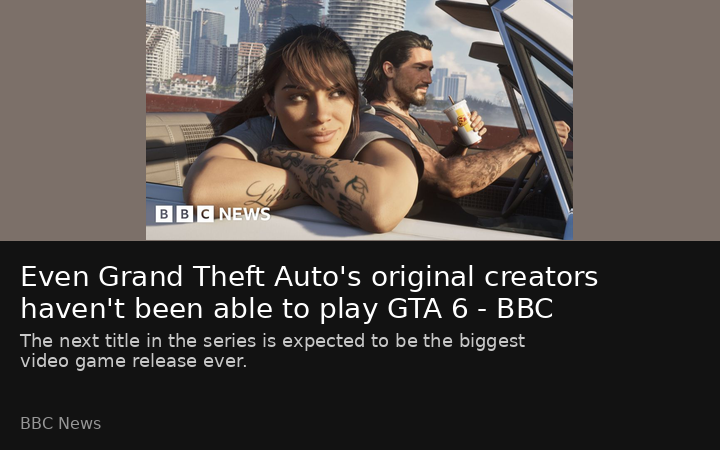 BBC NEWS
Even Grand Theft Auto's original creators
haven't been able to play GTA 6 - BBC
The next title in the series is expected to be the biggest
video game release ever.
BBC News